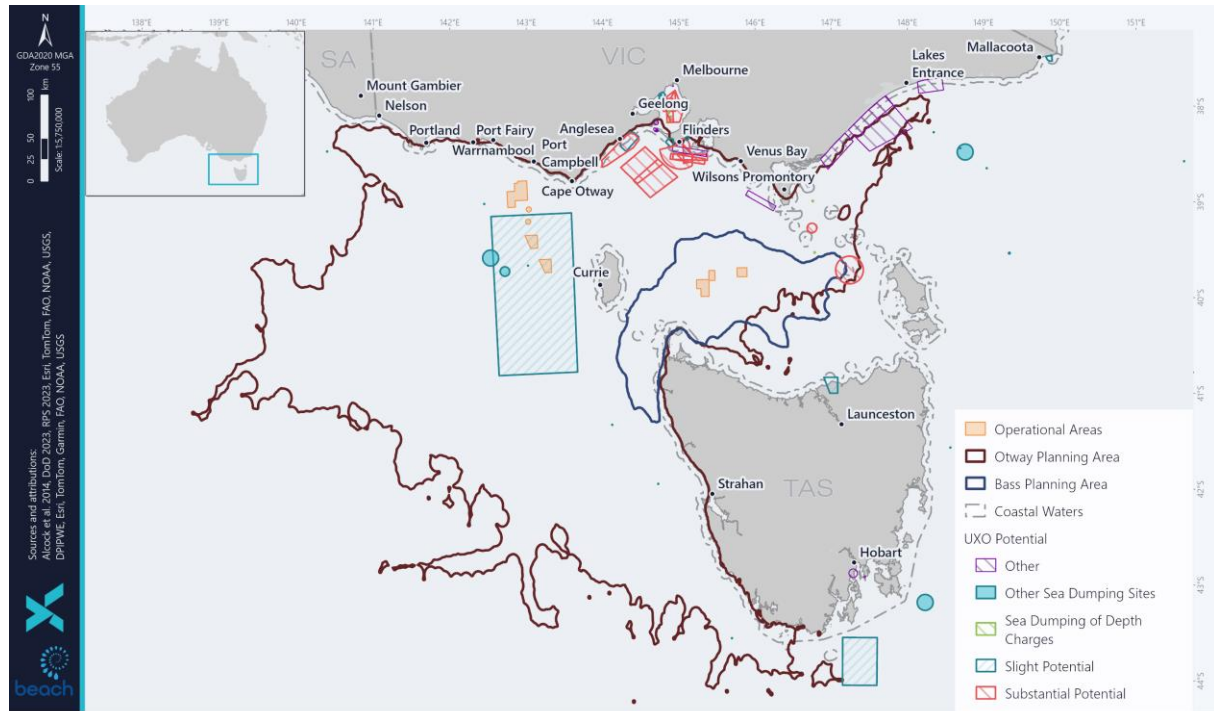 N
GDA2020 MGA
Zone 55
km
100
50
25
0
Scale: 1:5,750,000
Sources and attributions:
Alcock et al. 2014, DoD 2023, RPS 2023, Esri, TomTom, FAO, NOAA, USGS,
DPIPWE, Esri, TomTom, Garmin, FAO, NOAA, USGS
beach
138°E
139°E
140°E
141°E
142°E
143°E
144°E
145°E
146°E
147°E
148°E
149°E
150°E
151°E
38°S
39°S
40°S
41°S
42°S
43°S
44°S
SA
VIC
TAS
Mallacoota
Lakes
Entrance
Melbourne
Mount Gambier
Nelson
Geelong
Portland
Port Fairy
Anglesea
Flinders
Warrnambool
Port
Campbell
Venus Bay
Cape Otway
Wilsons Promontory
Currie
Launceston
Strahan
Hobart
Operational Areas
Otway Planning Area
Bass Planning Area
Coastal Waters
UXO Potential
Other
Other Sea Dumping Sites
Sea Dumping of Depth
Charges
Slight Potential
Substantial Potential